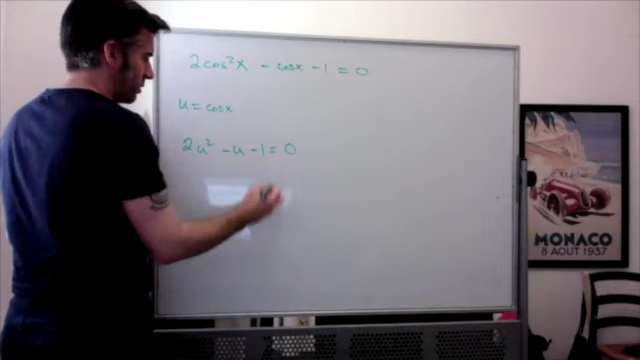 2cos²x - cosx - 1 = 0
u = cosx
2u² - u - 1 = 0
MONACO
8 AOUT 1937